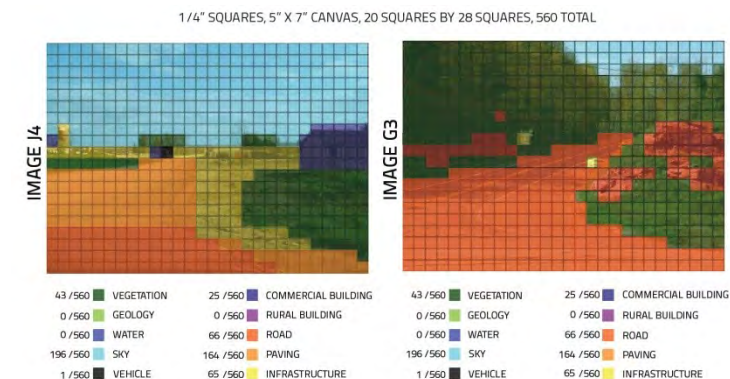 1/4" SQUARES, 5" X 7" CANVAS, 20 SQUARES BY 28 SQUARES, 560 TOTAL
IMAGE J4
43 /560 VEGETATION
0/560 GEOLOGY
0/560 WATER
196 /560 SKY
1/560 VEHICLE
25 /560 COMMERCIAL BUILDING
0/560 RURAL BUILDING
66 /560 ROAD
164 /560 PAVING
65 /560 INFRASTRUCTURE
IMAGE G3
43 /560 VEGETATION
0/560 GEOLOGY
0/560 WATER
196 /560 SKY
1/560 VEHICLE
25 /560 COMMERCIAL BUILDING
0/560 RURAL BUILDING
66 /560 ROAD
164 /560 PAVING
65 /560 INFRASTRUCTURE